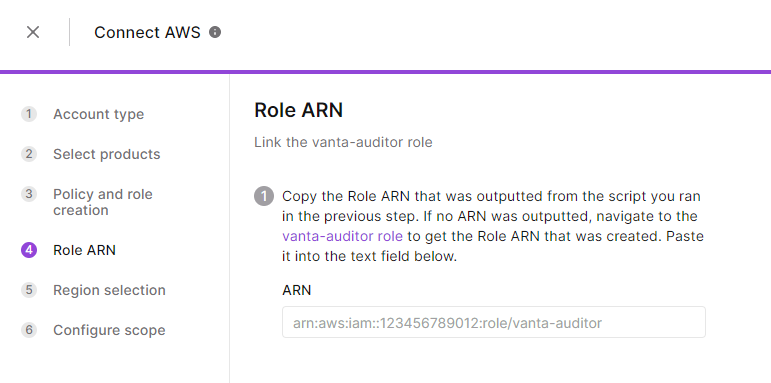 Connect AWS
1 Account type
2 Select products
3 Policy and role
creation
4 Role ARN
5 Region selection
6 Configure scope
Role ARN
Link the vanta-auditor role
1 Copy the Role ARN that was outputted from the script you ran
in the previous step. If no ARN was outputted, navigate to the
vanta-auditor role to get the Role ARN that was created. Paste
it into the text field below.
ARN
arn:aws:iam::123456789012:role/vanta-auditor